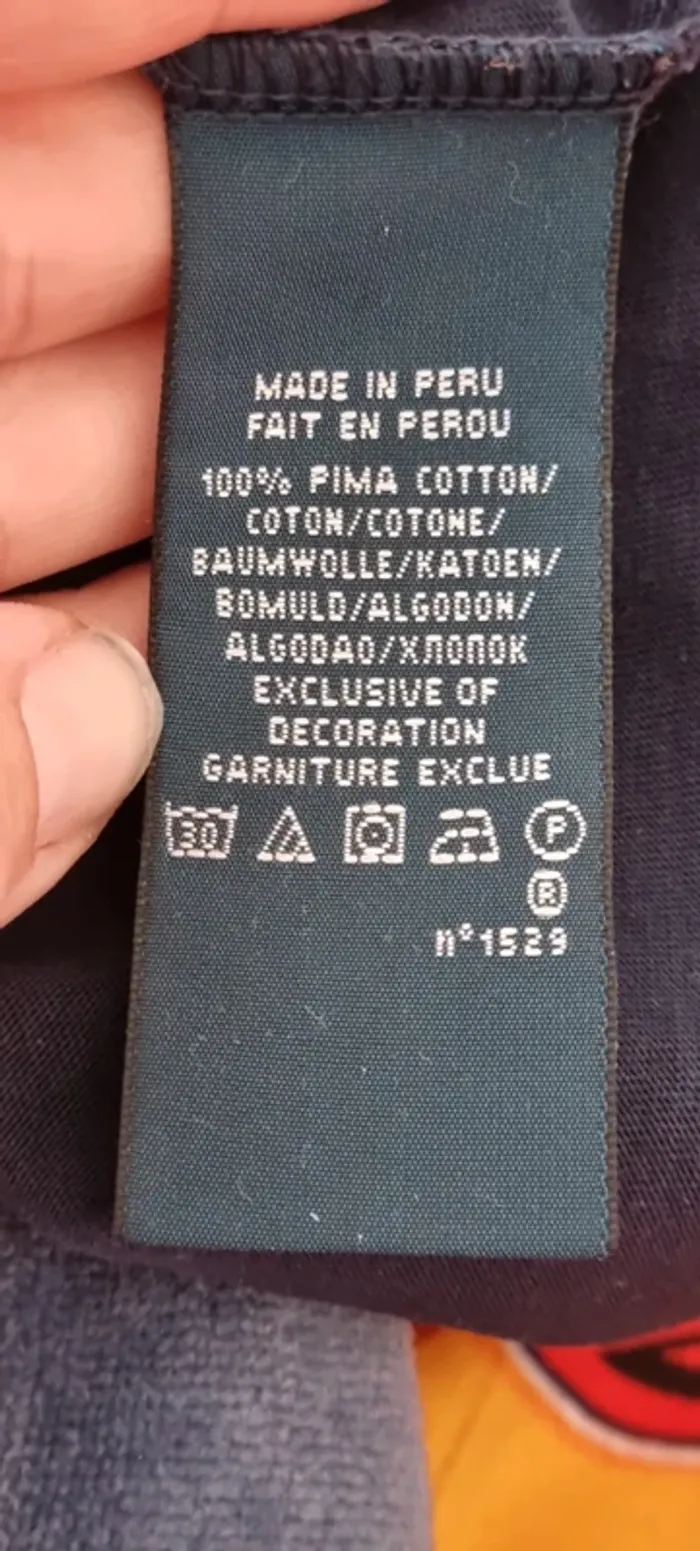 MADE IN PERU
FAIT EN PEROU
100% PIMA COTTON/
COTON/COTONE/
BAUMWOLLE/KATOEN/
BOMULD/ALGODON/
ALGODAO/ХЛОПОК
EXCLUSIVE OF
DECORATION
GARNITURE EXCLUE
30 P
®
n°1529